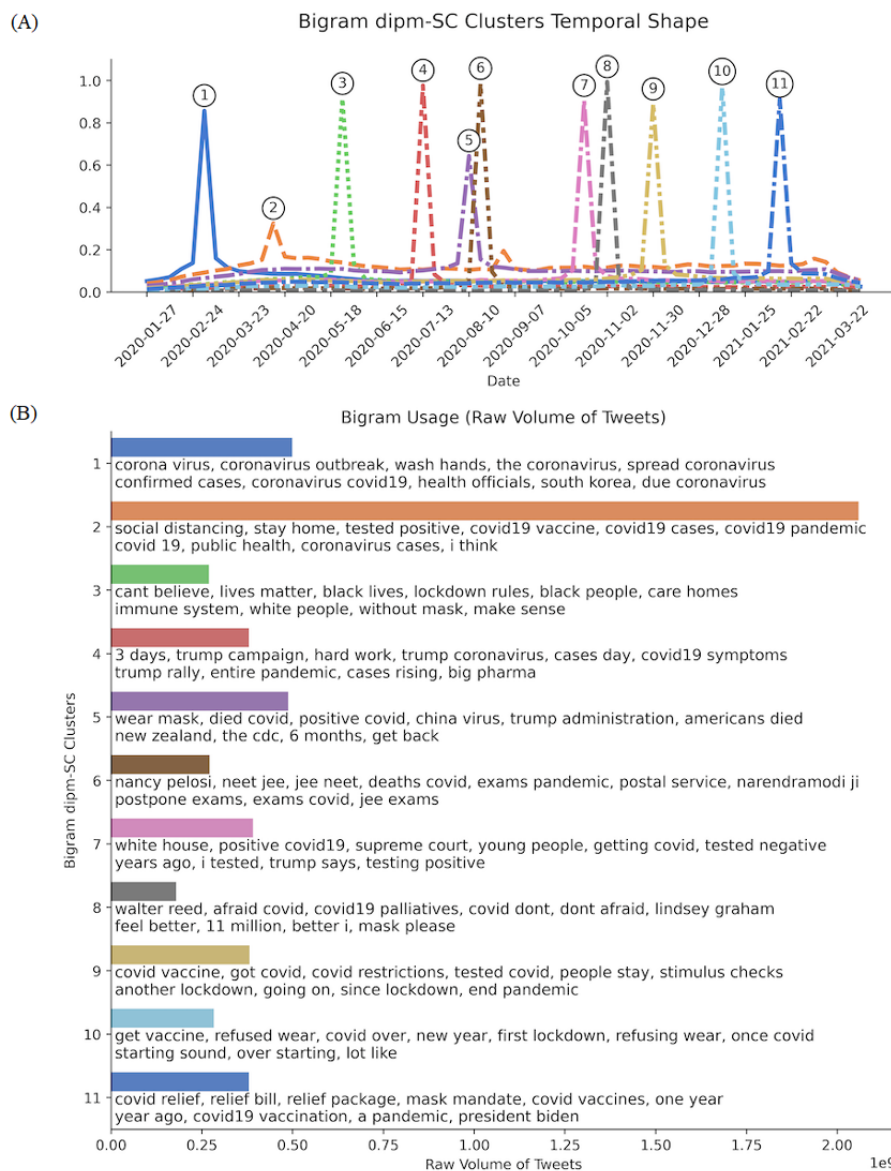 (A)
Bigram dipm-SC Clusters Temporal Shape
1.0
0.8
0.6
0.4
0.2
0.0
1
2
3
4
5
6
7
8
9
10
11
2020-01-27
2020-02-24
2020-03-23
2020-04-20
2020-05-18
2020-06-15
2020-07-13
2020-08-10
2020-09-07
2020-10-05
2020-11-02
2020-11-30
2020-12-28
2021-01-25
2021-02-22
2021-03-22
Date
(B)
Bigram Usage (Raw Volume of Tweets)
Bigram dipm-SC Clusters
1
corona virus, coronavirus outbreak, wash hands, the coronavirus, spread coronavirus
confirmed cases, coronavirus covid19, health officials, south korea, due coronavirus
2
social distancing, stay home, tested positive, covid19 vaccine, covid19 cases, covid19 pandemic
covid 19, public health, coronavirus cases, i think
3
cant believe, lives matter, black lives, lockdown rules, black people, care homes
immune system, white people, without mask, make sense
4
3 days, trump campaign, hard work, trump coronavirus, cases day, covid19 symptoms
trump rally, entire pandemic, cases rising, big pharma
5
wear mask, died covid, positive covid, china virus, trump administration, americans died
new zealand, the cdc, 6 months, get back
6
nancy pelosi, neet jee, jee neet, deaths covid, exams pandemic, postal service, narendramodi ji
postpone exams, exams covid, jee exams
7
white house, positive covid19, supreme court, young people, getting covid, tested negative
years ago, i tested, trump says, testing positive
8
walter reed, afraid covid, covid19 palliatives, covid dont, dont afraid, lindsey graham
feel better, 11 million, better i, mask please
9
covid vaccine, got covid, covid restrictions, tested covid, people stay, stimulus checks
another lockdown, going on, since lockdown, end pandemic
10
get vaccine, refused wear, covid over, new year, first lockdown, refusing wear, once covid
starting sound, over starting, lot like
11
covid relief, relief bill, relief package, mask mandate, covid vaccines, one year
year ago, covid19 vaccination, a pandemic, president biden
0.00
0.25
0.50
0.75
1.00
1.25
1.50
1.75
2.00
Raw Volume of Tweets